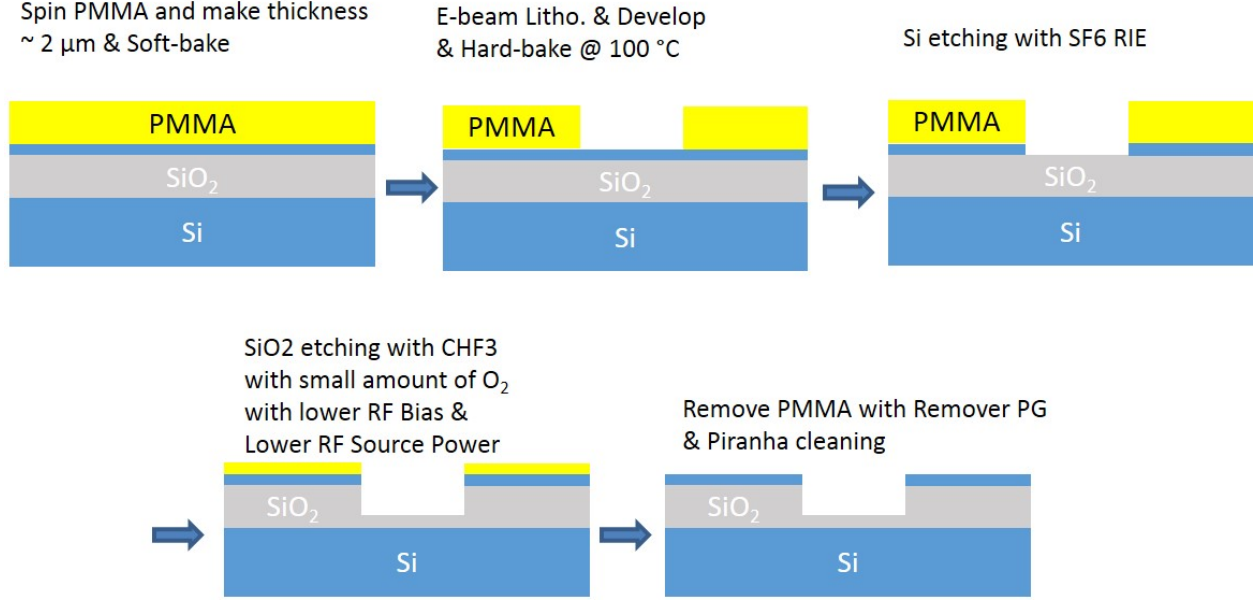 Spin PMMA and make thickness
~ 2 μm & Soft-bake
PMMA
SiO₂
Si
E-beam Litho. & Develop
& Hard-bake @ 100 °C
PMMA
SiO₂
Si
Si etching with SF6 RIE
PMMA
SiO₂
Si
SiO2 etching with CHF3
with small amount of O₂
with lower RF Bias &
Lower RF Source Power
SiO₂
Si
Remove PMMA with Remover PG
& Piranha cleaning
SiO₂
Si